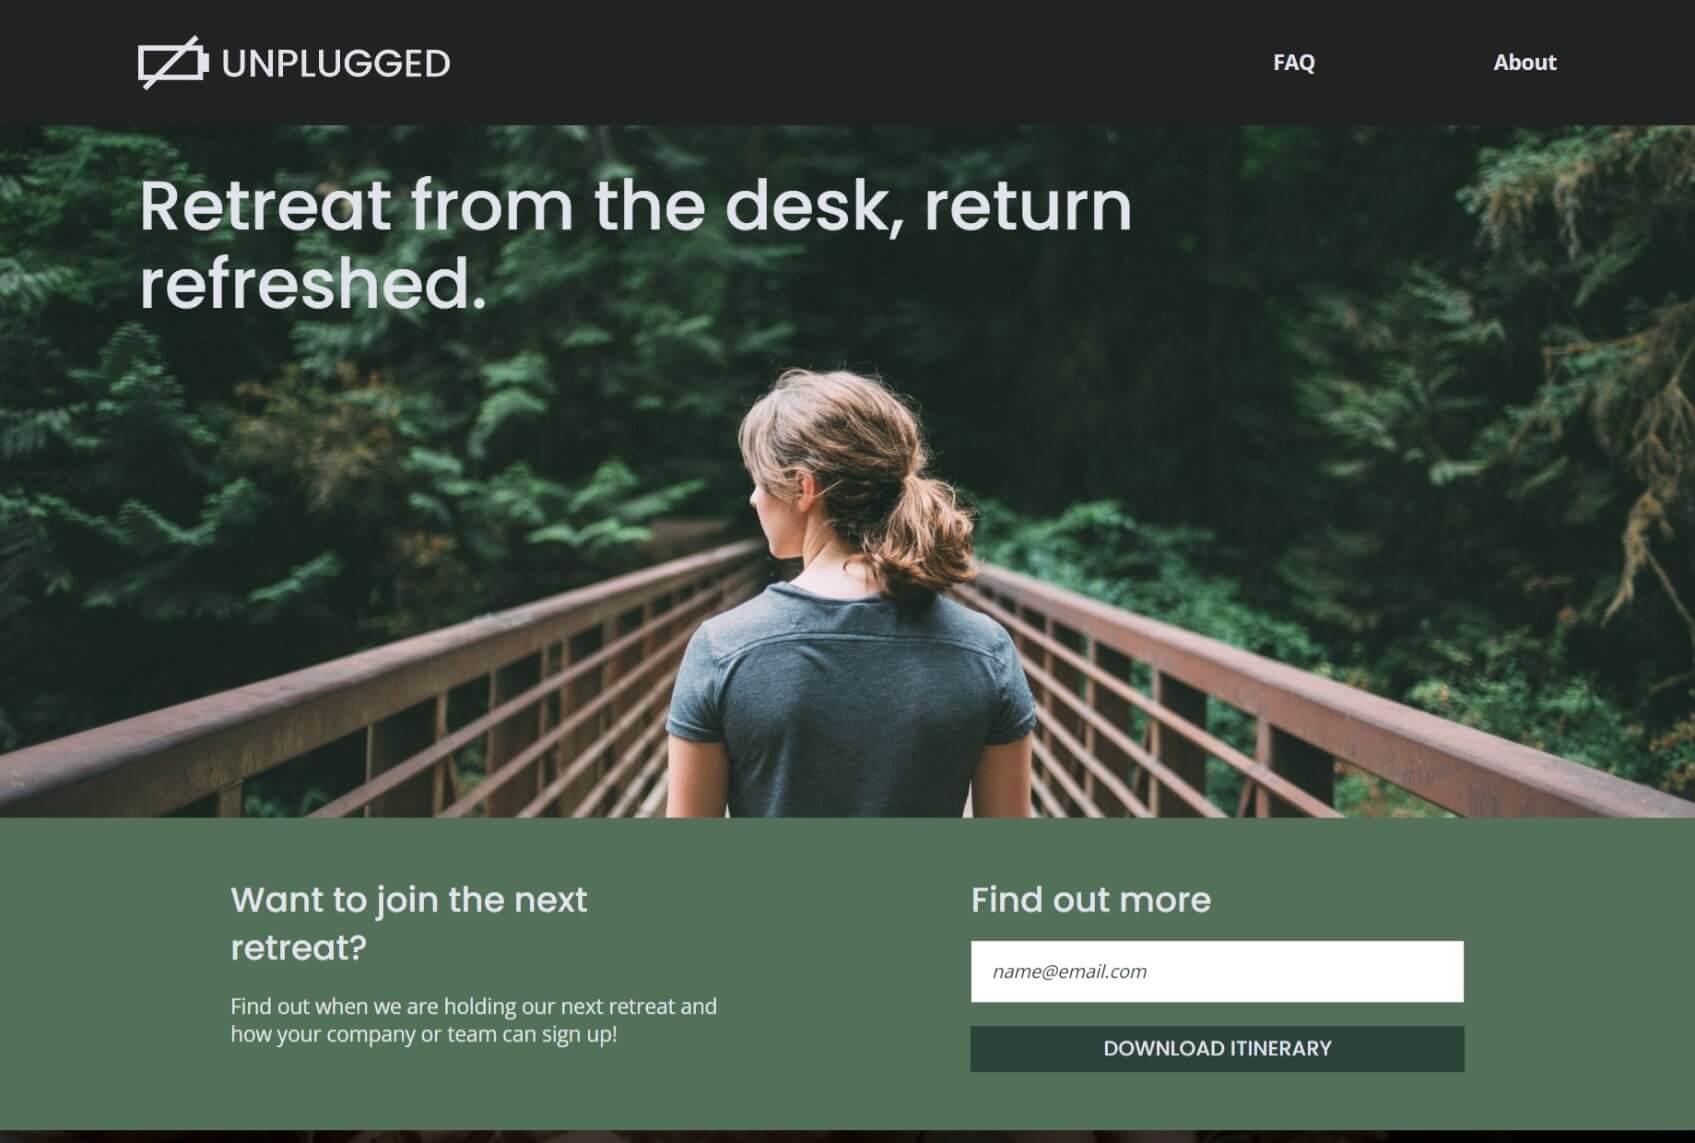 UNPLUGGED
FAQ
About
Retreat from the desk, return
refreshed.
Want to join the next
retreat?
Find out when we are holding our next retreat and
how your company or team can sign up!
Find out more
name@email.com
DOWNLOAD ITINERARY